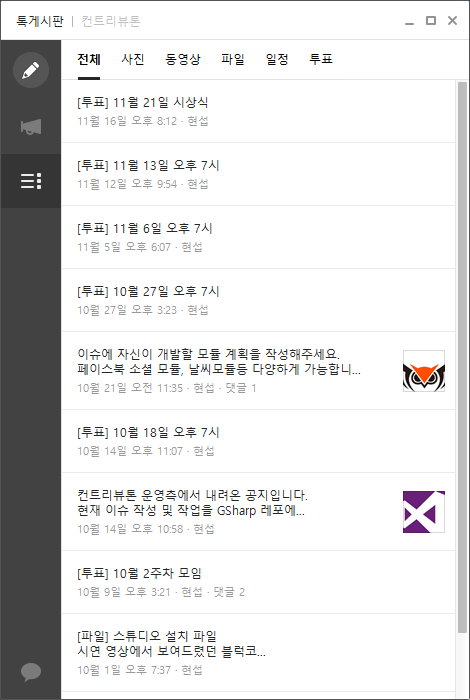 톡게시판 | 컨트리뷰톤
전체 사진 동영상 파일 일정 투표
[투표] 11월 21일 시상식
11월 16일 오후 8:12 · 현섭
[투표] 11월 13일 오후 7시
11월 12일 오후 9:54 · 현섭
[투표] 11월 6일 오후 7시
11월 5일 오후 6:07 · 현섭
[투표] 10월 27일 오후 7시
10월 27일 오후 3:23 · 현섭
이슈에 자신이 개발할 모듈 계획을 작성해주세요.
페이스북 소셜 모듈, 날씨모듈등 다양하게 가능합니...
10월 21일 오전 11:35 · 현섭 · 댓글 1
[투표] 10월 18일 오후 7시
10월 14일 오후 11:07 · 현섭
컨트리뷰톤 운영측에서 내려온 공지입니다.
현재 이슈 작성 및 작업을 GSharp 레포에...
10월 14일 오후 10:58 · 현섭
[투표] 10월 2주차 모임
10월 9일 오후 3:21 · 현섭 · 댓글 2
[파일] 스튜디오 설치 파일
시연 영상에서 보여드렸던 블럭코...
10월 1일 오후 7:37 · 현섭